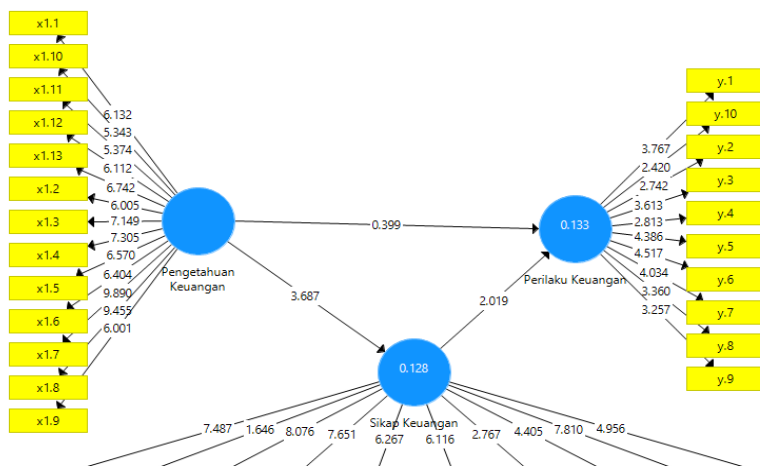 x1.1
x1.10
x1.11
x1.12
x1.13
x1.2
x1.3
x1.4
x1.5
x1.6
x1.7
x1.8
x1.9
6.132
5.343
5.374
6.112
6.742
6.005
7.149
7.305
6.570
6.404
9.890
9.455
6.001
Pengetahuan
Keuangan
0.399
3.687
2.019
0.133
Perilaku Keuangan
3.767
2.420
2.742
3.613
2.813
4.386
4.517
4.034
3.360
3.257
y.1
y.10
y.2
y.3
y.4
y.5
y.6
y.7
y.8
y.9
0.128
Sikap Keuangan
7.487 1.646 8.076 7.651 6.267 6.116 2.767 4.405 7.810 4.956